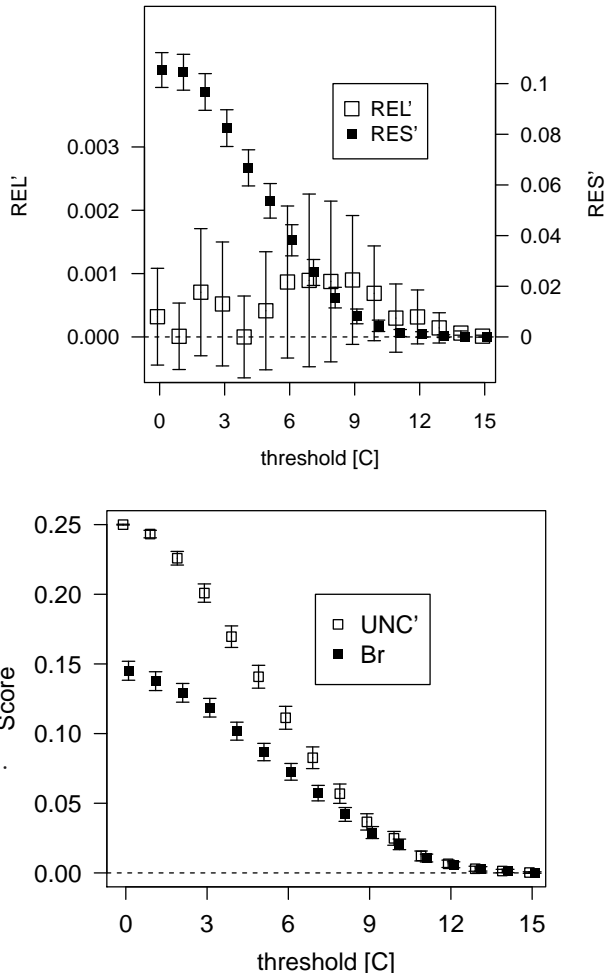 REL'
RES'
0.1
0.003
0.08
0.002
0.06
0.04
0.001
0.02
0.000
0
REL'
RES'
0 3 6 9 12 15
threshold [C]
0.25
0.20
UNC'
Br
0.15
0.10
0.05
0.00
Score
0 3 6 9 12 15
threshold [C]